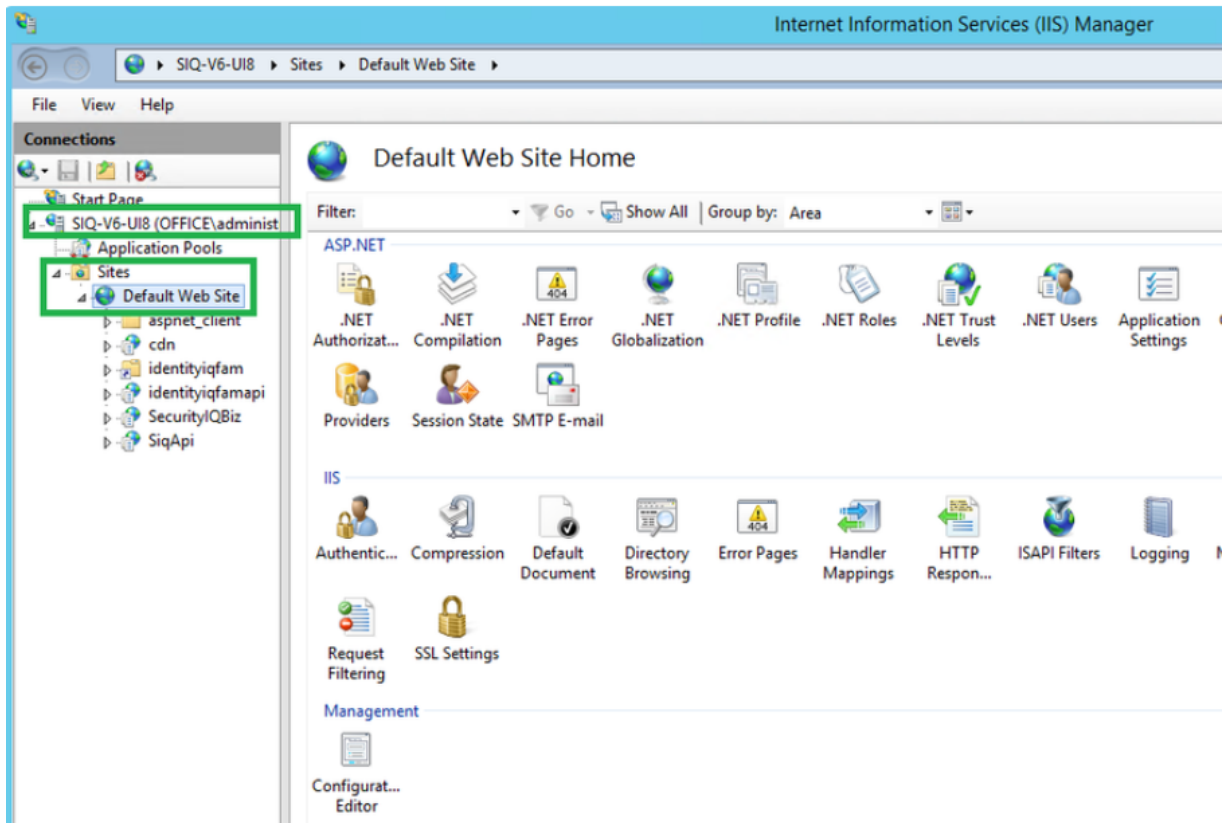 Internet Information Services (IIS) Manager
SIQ-V6-UI8 Sites Default Web Site
File View Help
Connections
Start Page
SIQ-V6-UI8 (OFFICE\administ
Application Pools
Sites
Default Web Site
aspnet_client
cdn
identityiqfam
identityiqfamapi
SecurityIQBiz
SiqApi
Default Web Site Home
Filter: Go Show All Group by: Area
ASP.NET
.NET Authorizat...
.NET Compilation
404
.NET Error Pages
.NET Globalization
.NET Profile
.NET Roles
.NET Trust Levels
.NET Users
Application Settings
Providers
Session State
SMTP E-mail
IIS
Authentic...
Compression
Default Document
Directory Browsing
404
Error Pages
Handler Mappings
HTTP Respon...
ISAPI Filters
Logging
Request Filtering
SSL Settings
Management
Configurat... Editor